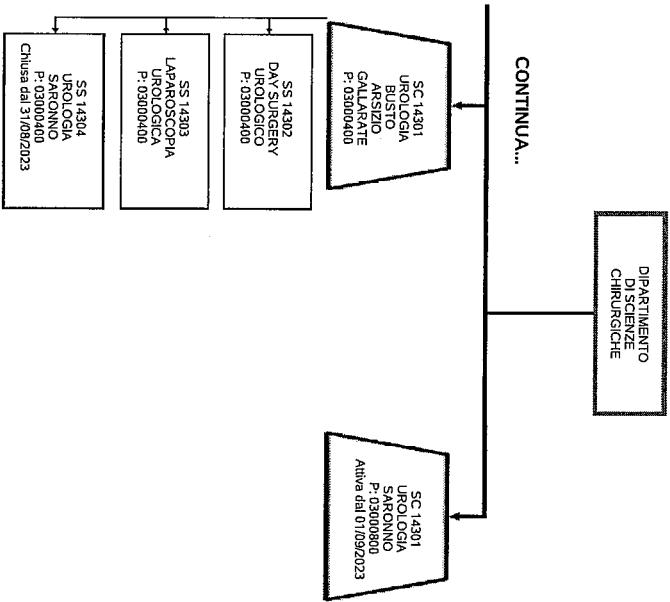 DIPARTIMENTO
DI SCIENZE
CHIRURGICHE
CONTINUA...
SC 14301
UROLOGIA
BUSTO
ARSIZIO
GALLARATE
P: 03000400
SC 14301
UROLOGIA
SARONNO
P: 03000800
Attiva dal 01/09/2023
SS 14302
DAY SURGERY
UROLOGICO
P: 03000400
SS 14303
LAPAROSCOPIA
UROLOGICA
P: 03000400
SS 14304
UROLOGIA
SARONNO
P: 03000400
Chiusa dal 31/08/2023